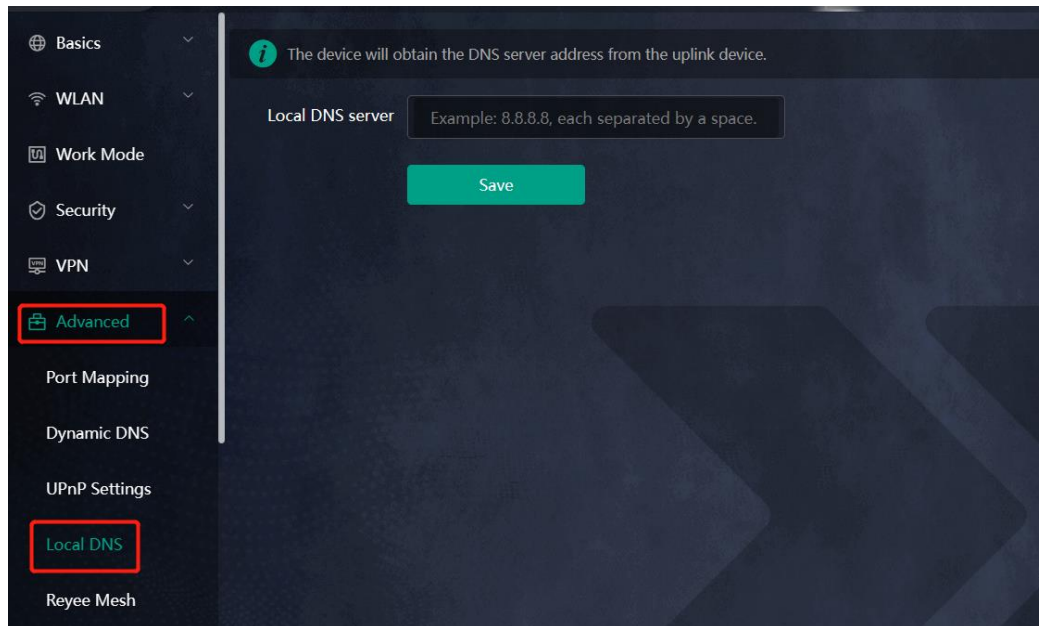 Basics
WLAN
Work Mode
Security
VPN
VPN
Advanced
Port Mapping
Dynamic DNS
UPnP Settings
Local DNS
Reyee Mesh
i The device will obtain the DNS server address from the uplink device.
Local DNS server Example: 8.8.8.8, each separated by a space.
Save